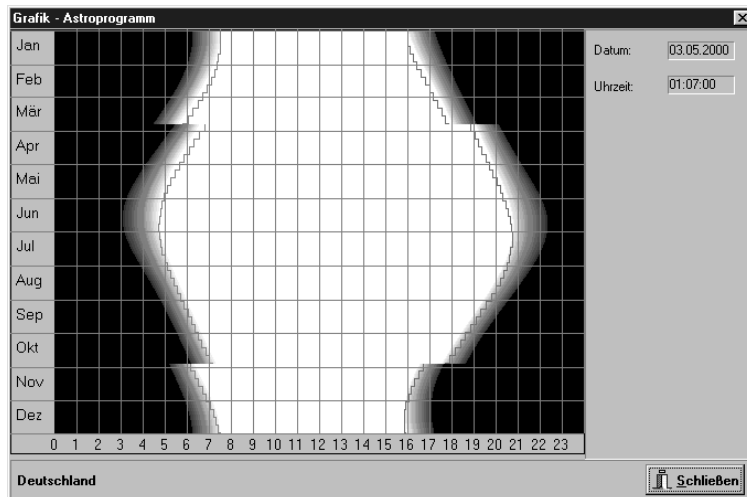 Grafik - Astroprogramm
Jan
Feb
Mär
Apr
Mai
Jun
Jul
Aug
Sep
Okt
Nov
Dez
0 1 2 3 4 5 6 7 8 9 10 11 12 13 14 15 16 17 18 19 20 21 22 23
Datum: 03.05.2000
Uhrzeit: 01:07:00
Deutschland
Schließen